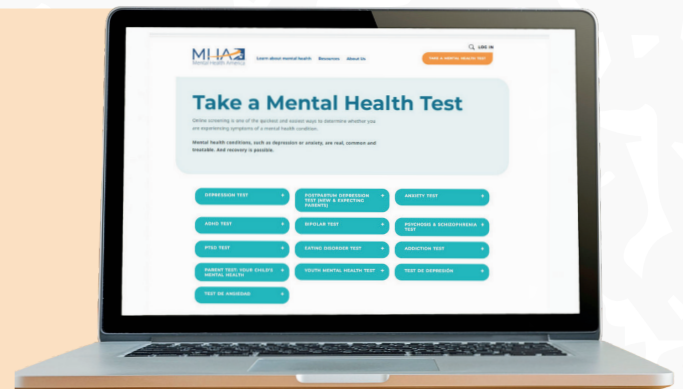 MHA
Mental Health America
Learn about mental health Resources About Us
LOG IN
TAKE A MENTAL HEALTH TEST
Take a Mental Health Test
Online screening is one of the quickest and easiest ways to determine whether you
are experiencing symptoms of a mental health condition.
Mental health conditions, such as depression or anxiety, are real, common and
treatable. And recovery is possible.
DEPRESSION TEST +
POSTPARTUM DEPRESSION +
TEST (NEW & EXPECTING
PARENTS)
ANXIETY TEST +
ADHD TEST +
BIPOLAR TEST +
PSYCHOSIS & SCHIZOPHRENIA +
TEST
PTSD TEST +
EATING DISORDER TEST +
ADDICTION TEST +
PARENT TEST: YOUR CHILD'S +
MENTAL HEALTH
YOUTH MENTAL HEALTH TEST +
TEST DE DEPRESIÓN +
TEST DE ANSIEDAD +